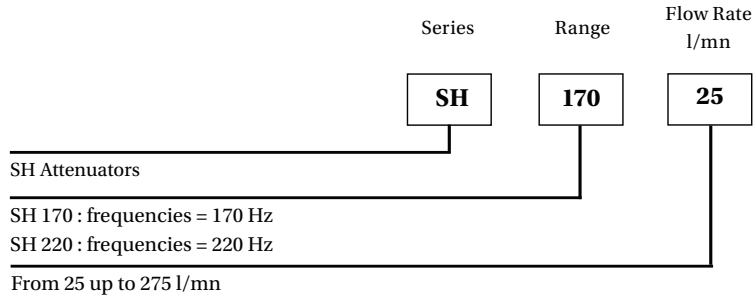 Series Range Flow Rate
l/mn
SH 170 25
SH Attenuators
SH 170 : frequencies = 170 Hz
SH 220 : frequencies = 220 Hz
From 25 up to 275 l/mn